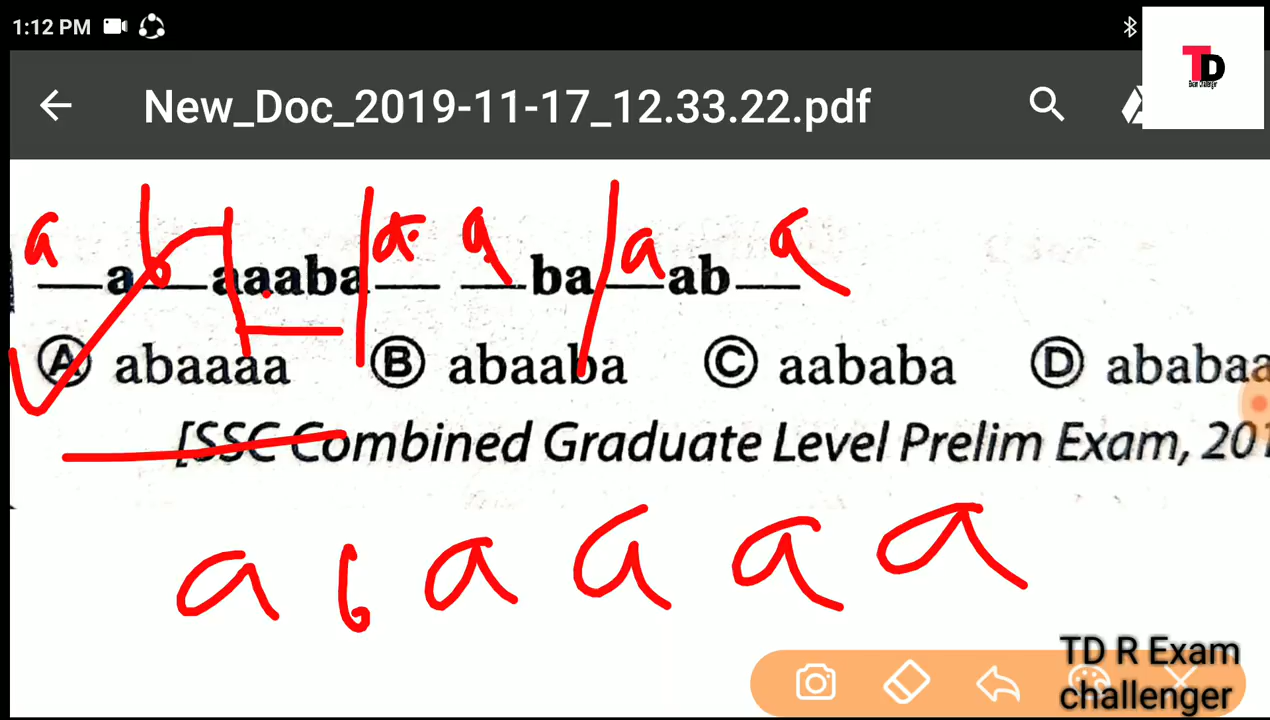 1:12 PM
TD
New_Doc_2019-11-17_12.33.22.pdf
a b a a a a
__a__aaaba__ __ba__ab__
A abaaaa B abaaba C aababa D ababaa
[SSC Combined Graduate Level Prelim Exam, 201
a b a a a a
TD R Exam
challenger